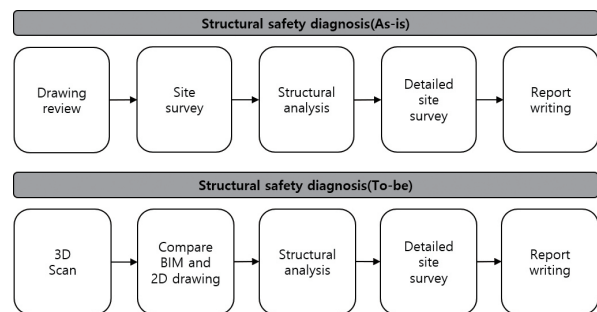 Structural safety diagnosis(As-is)
Drawing
review
Site
survey
Structural
analysis
Detailed
site
survey
Report
writing
Structural safety diagnosis(To-be)
3D
Scan
Compare
BIM and
2D drawing
Structural
analysis
Detailed
site
survey
Report
writing